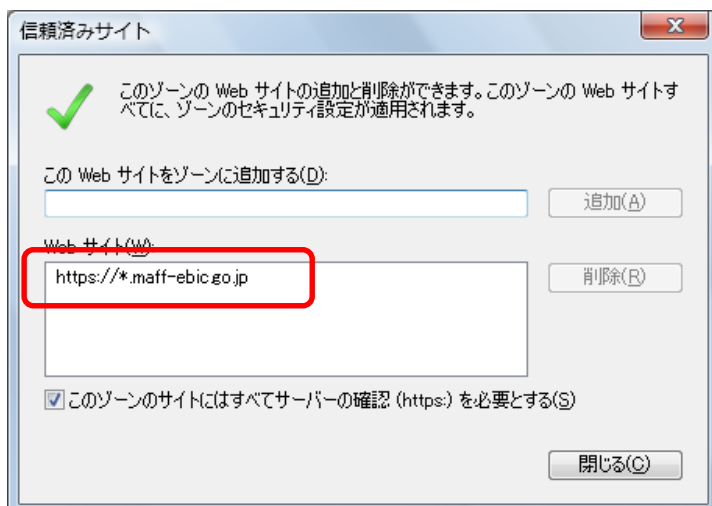 信頼済みサイト
このゾーンの Web サイトの追加と削除ができます。このゾーンの Web サイトす
べてに、ゾーンのセキュリティ設定が適用されます。
この Web サイトをゾーンに追加する(D):
追加(A)
Web サイト(W):
https://*.maff-ebic.go.jp
削除(R)
このゾーンのサイトにはすべてサーバーの確認 (https:) を必要とする(S)
閉じる(C)